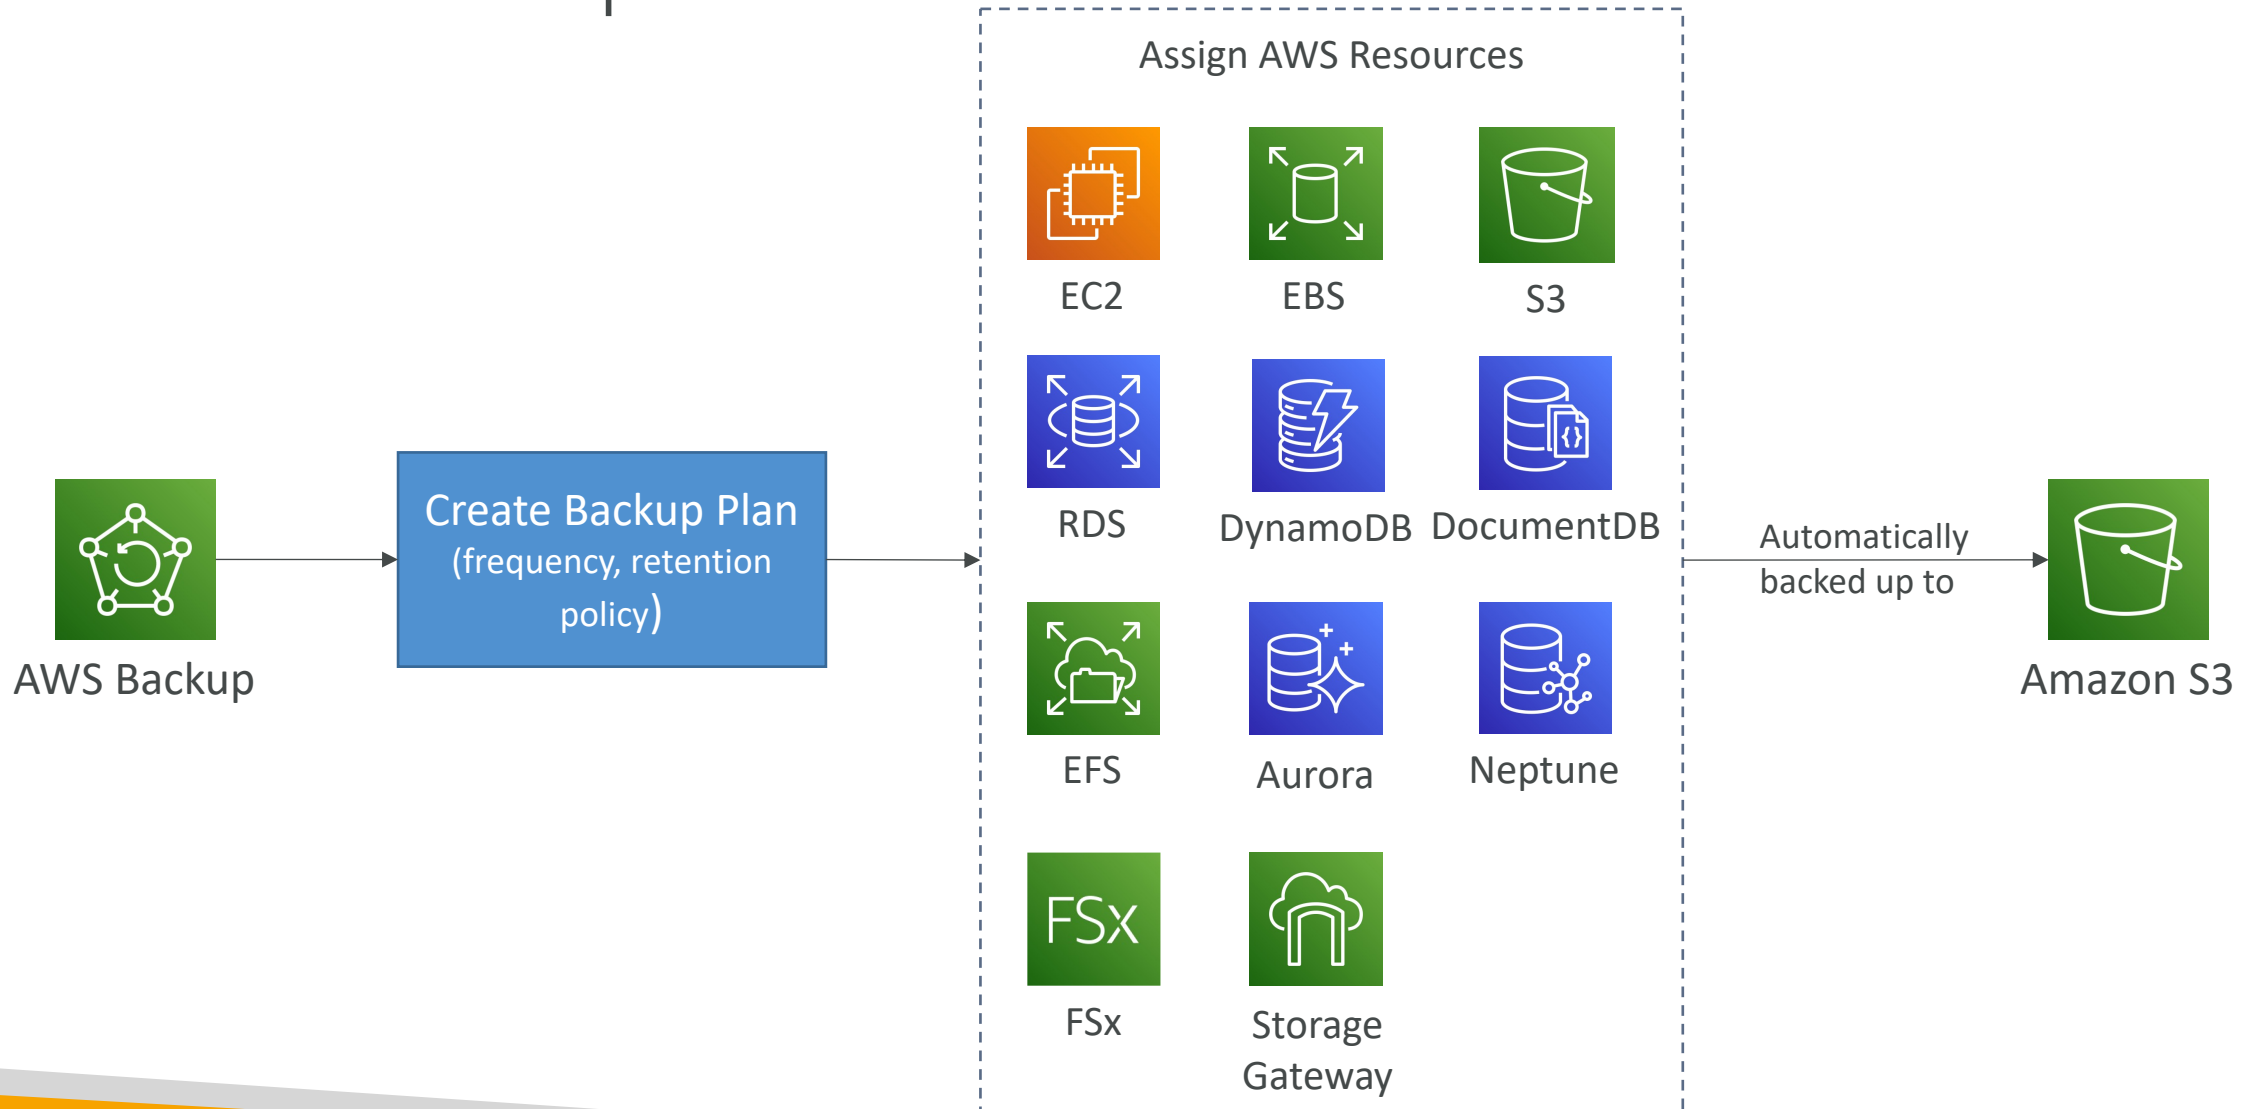 Assign AWS Resources
EC2
EBS
S3
RDS
DynamoDB
DocumentDB
EFS
Aurora
Neptune
FSx
FSx
Storage
Gateway
AWS Backup
Create Backup Plan
(frequency, retention
policy)
Automatically
backed up to
Amazon S3